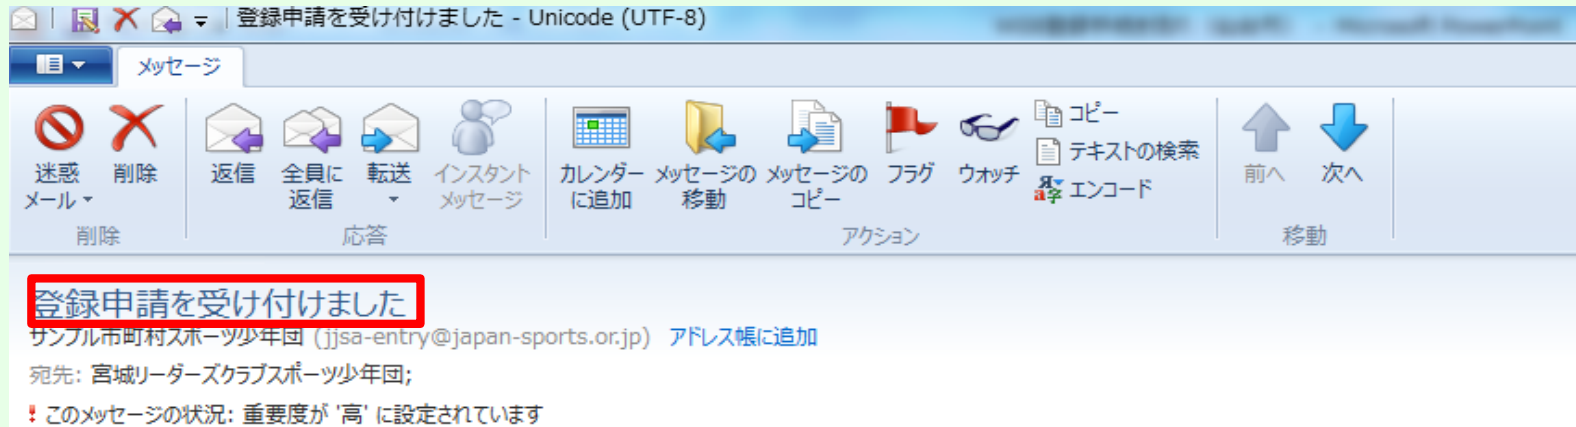 登録申請を受け付けました - Unicode (UTF-8)
メッセージ
迷惑メール
削除
返信
全員に返信
転送
インスタント メッセージ
カレンダーに追加
メッセージの移動
メッセージのコピー
フラグ
ウォッチ
コピー
テキストの検索
エンコード
前へ
次へ
削除
応答
アクション
移動
登録申請を受け付けました
サンプル市町村スポーツ少年団 (jjsa-entry@japan-sports.or.jp) アドレス帳に追加
宛先: 宮城リーダーズクラブスポーツ少年団;
! このメッセージの状況: 重要度が '高' に設定されています